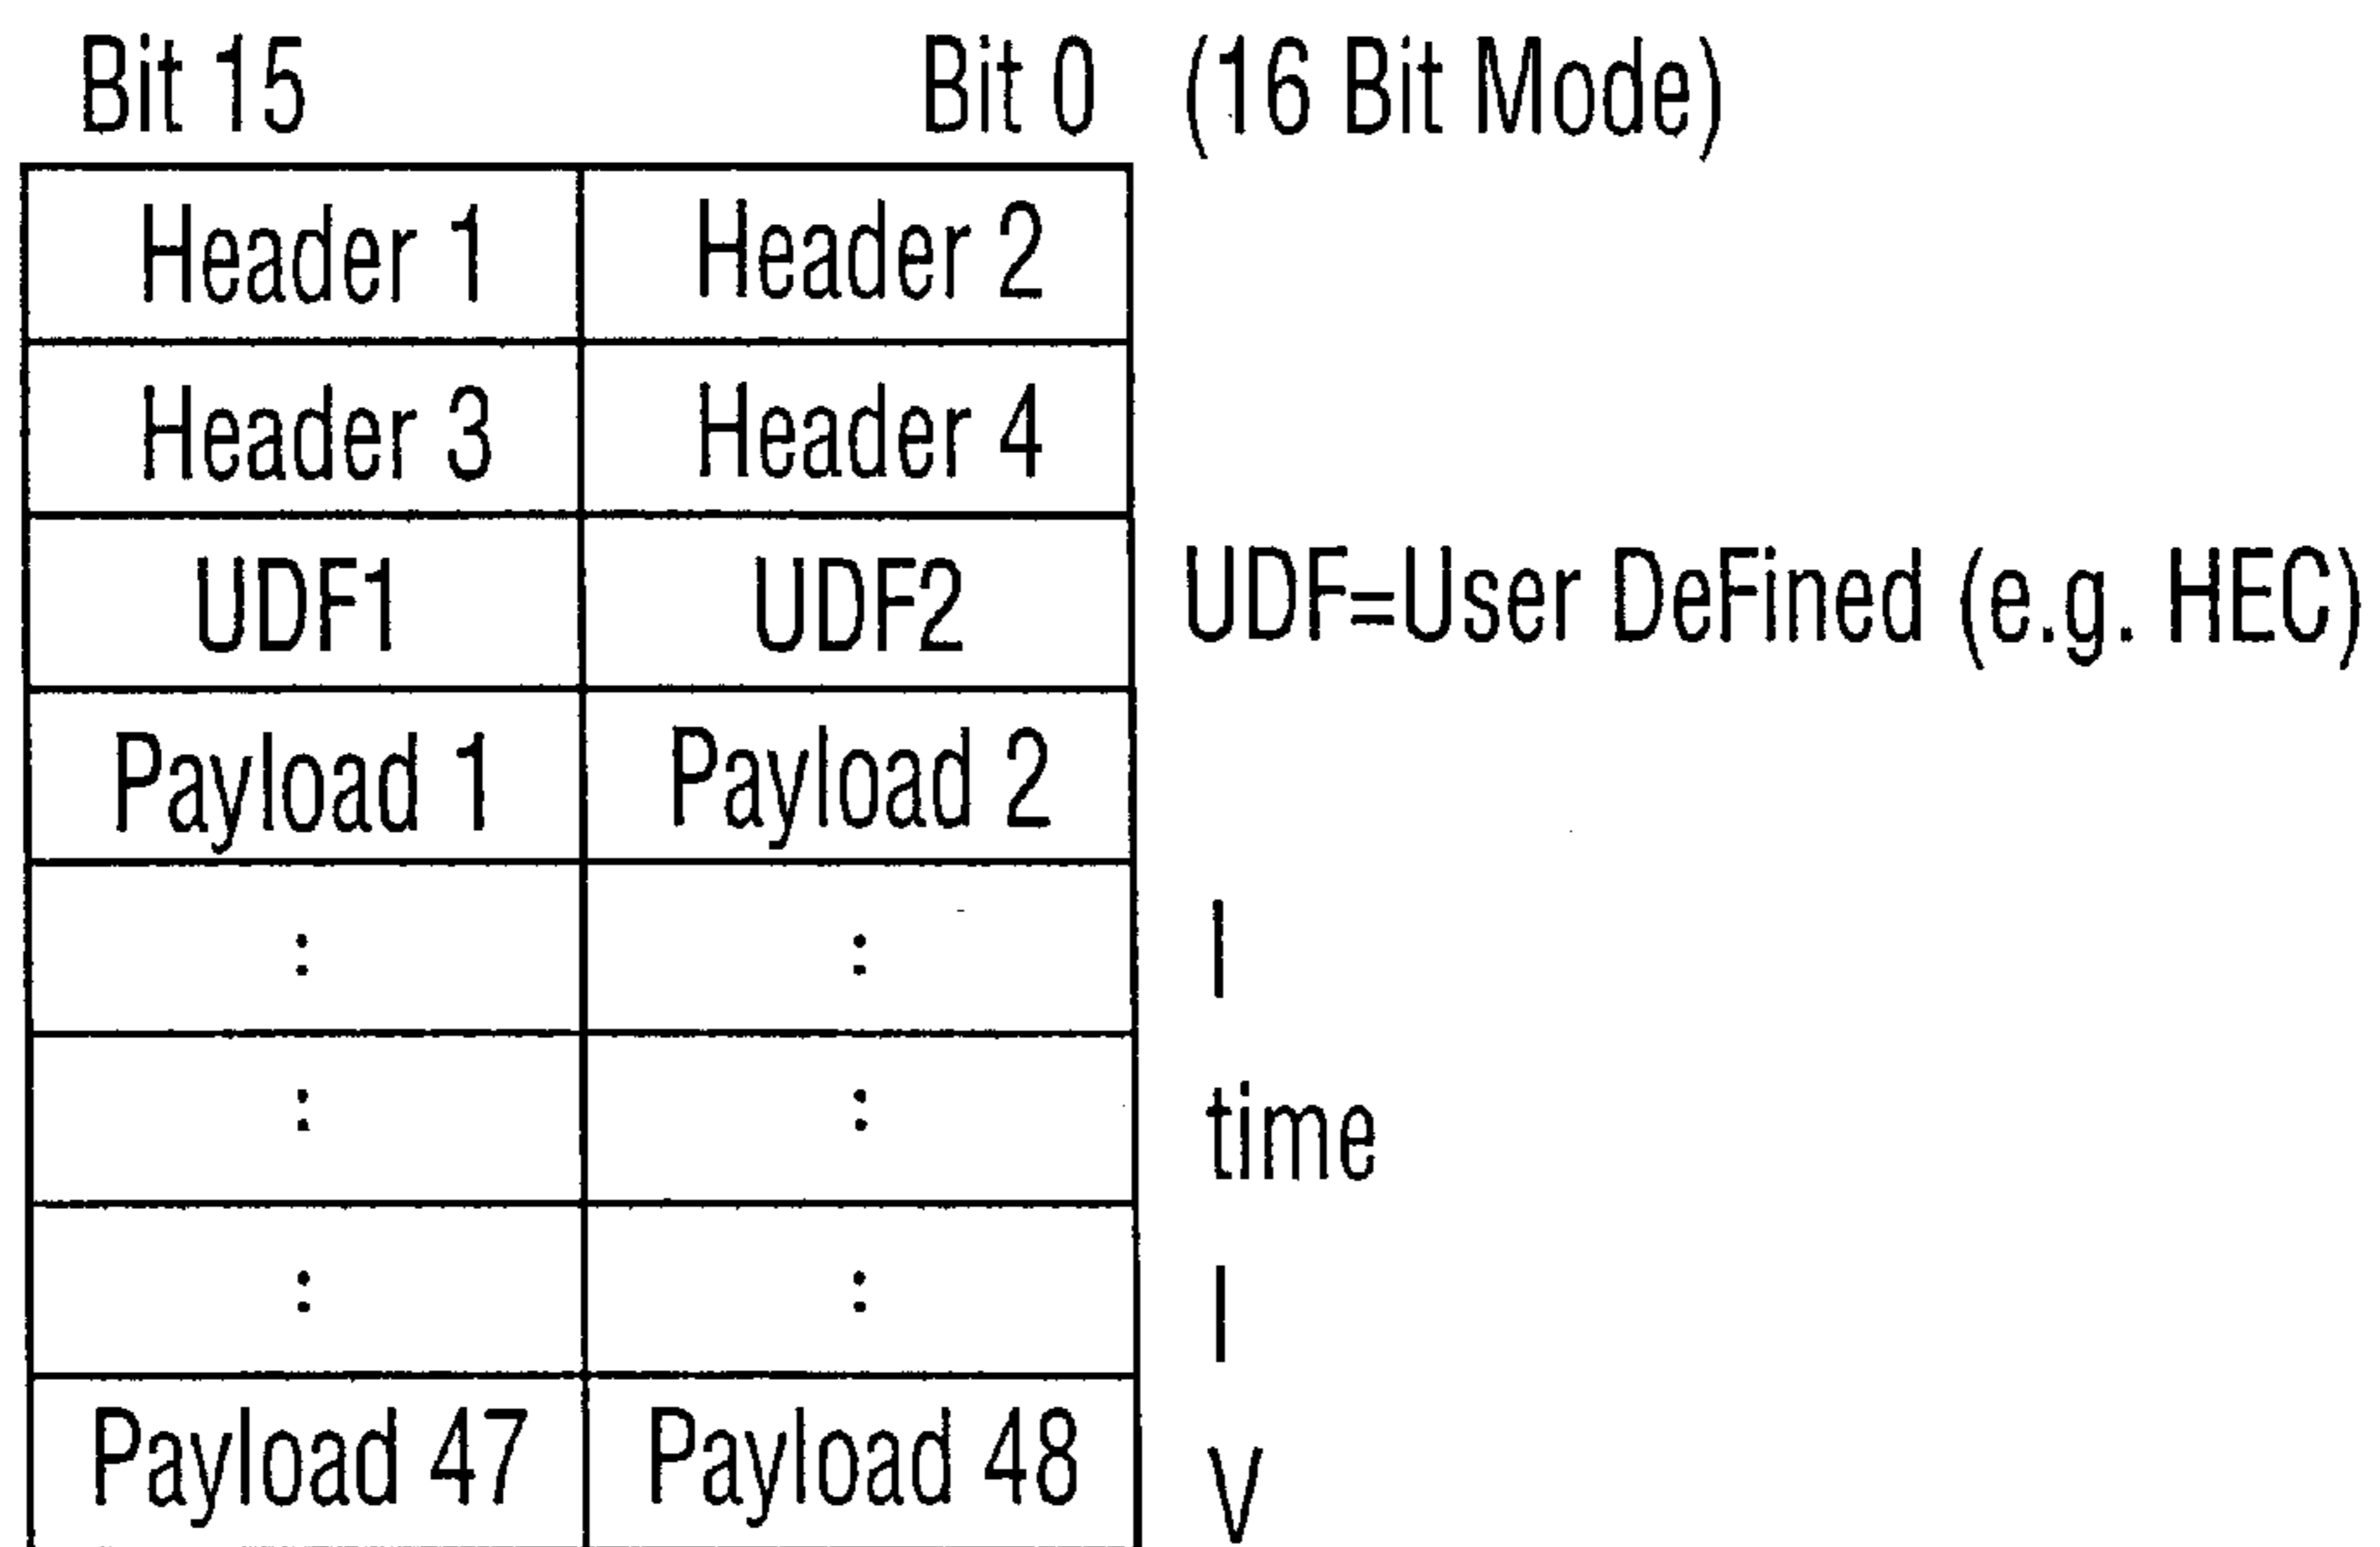 Bit 15 Bit 0 (16 Bit Mode)
Header 1 Header 2
Header 3 Header 4
UDF1 UDF2 UDF=User DeFined (e.g. HEC)
Payload 1 Payload 2
: : |
: : time
: : |
Payload 47 Payload 48 V